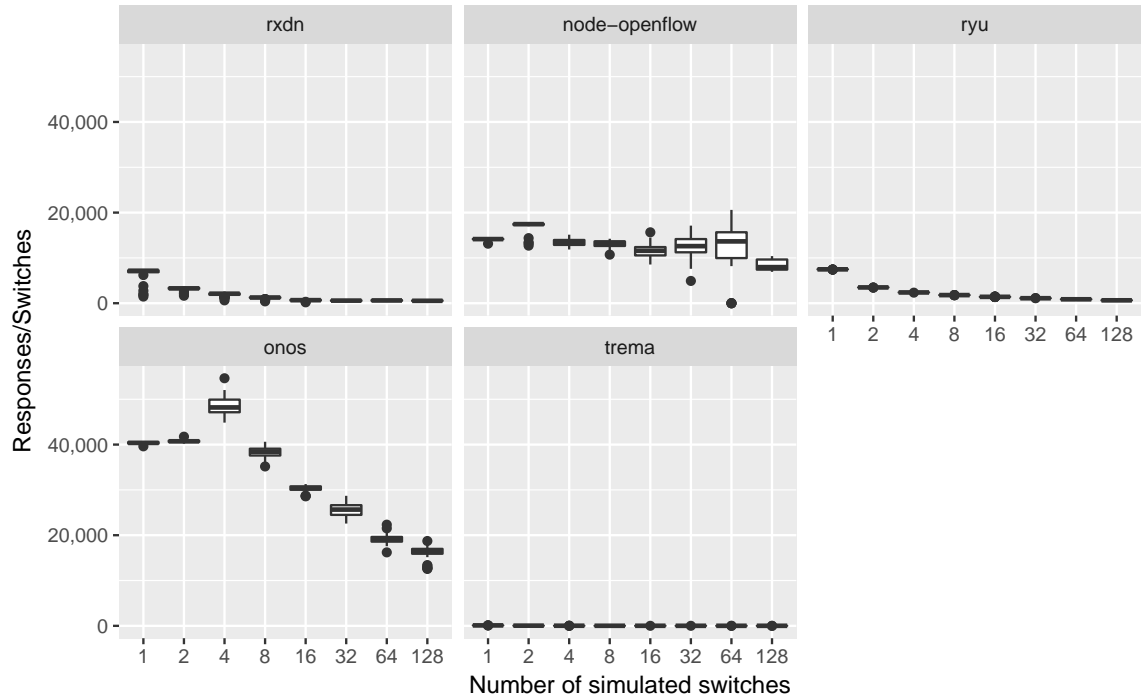 rxdn
node−openflow
ryu
40,000
20,000
0
1 2 4 8 16 32 64 128
onos
trema
40,000
20,000
0
1 2 4 8 16 32 64 128
1 2 4 8 16 32 64 128
Responses/Switches
Number of simulated switches